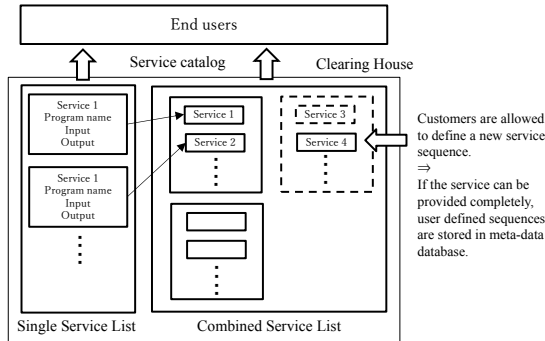 End users
Service catalog
Clearing House
Service 1
Program name
Input
Output
Service 1
Program name
Input
Output
Service 1
Service 2
Service 3
Service 4
Customers are allowed
to define a new service
sequence.
⇒
If the service can be
provided completely,
user defined sequences
are stored in meta-data
database.
Single Service List
Combined Service List